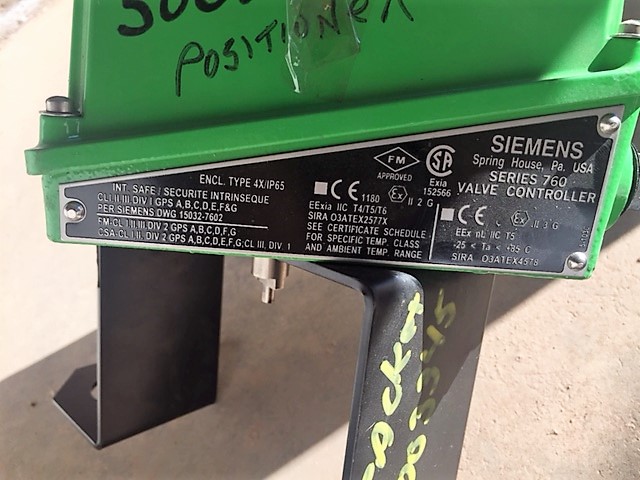 POSITIONER
SIEMENS
Spring House, Pa. USA
SERIES 760
VALVE CONTROLLER
FM
APPROVED
SA
Exia
152566
ENCL. TYPE 4X/IP65
INT. SAFE / SECURITE INTRINSEQUE
CL I II III, DIV I GPS A,B,C,D,E,F&G
PER SIEMENS DWG 15032-7602
FM-CL I II III, DIV 2 GPS A,B,C,D,F,G
CSA-CL I II, DIV 2 GPS A,B,C,D,E,F,G, CL III, DIV. 1
CE 1180 Ex II 2 G
EExia IIC T4/T5/T6
SIRA 03ATEX257X
SEE CERTIFICATE SCHEDULE
FOR SPECIFIC TEMP. CLASS
AND AMBIENT TEMP. RANGE
CE Ex II 3 G
EEx nL IIC T5
-25 < Ta < +85 C
SIRA 03ATEX4578